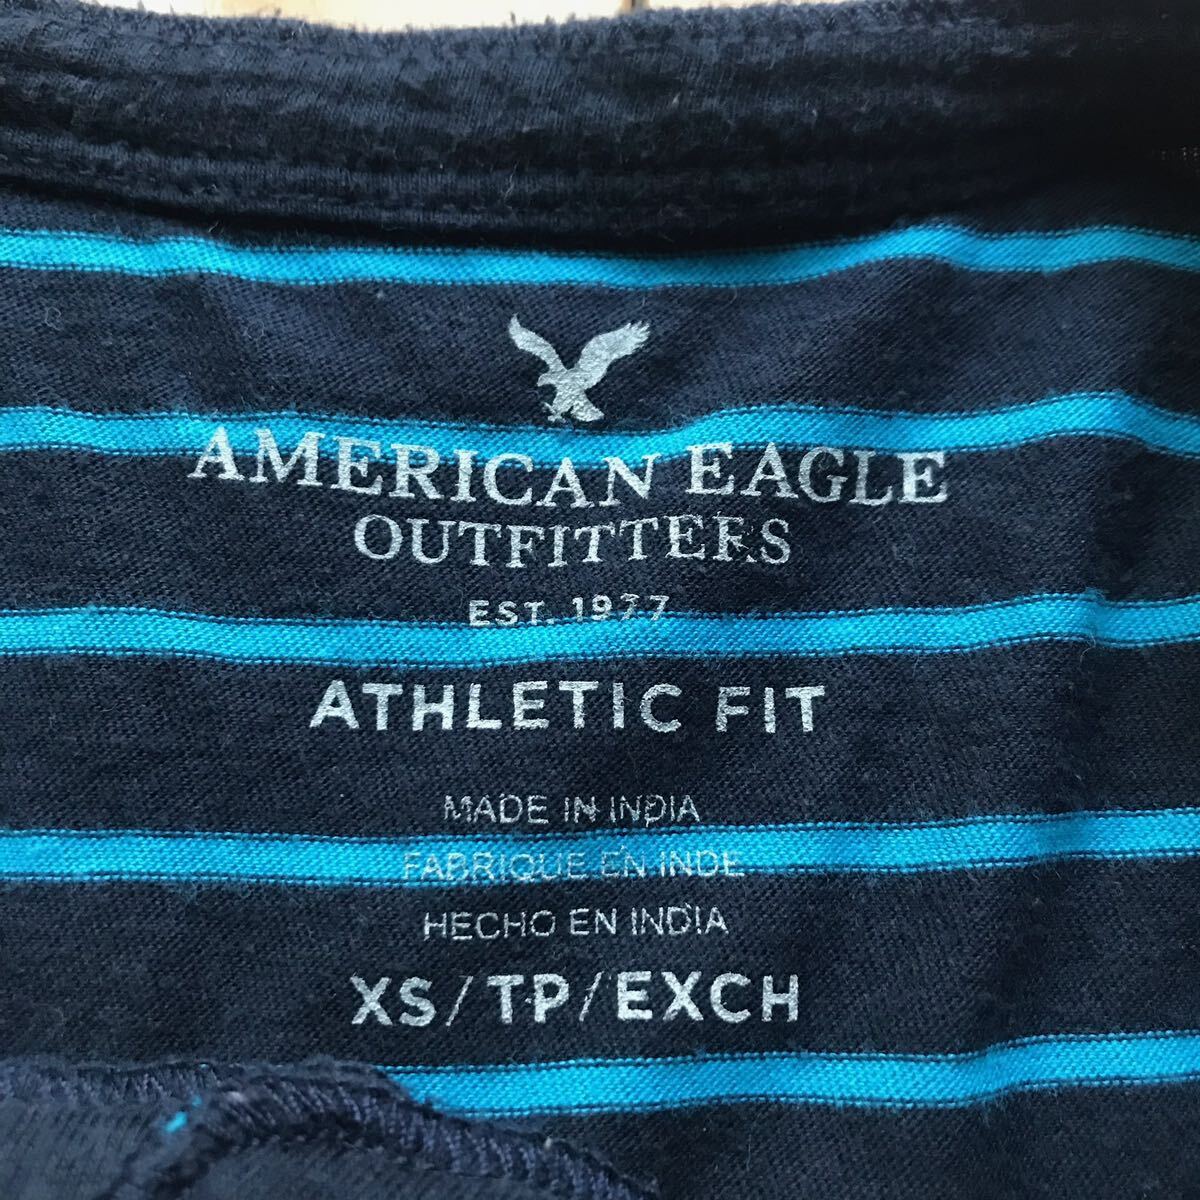 AMERICAN EAGLE
OUTFITTERS
EST. 1977
ATHLETIC FIT
MADE IN INDIA
FABRIQUE EN INDE
HECHO EN INDIA
XS/TP/EXCH